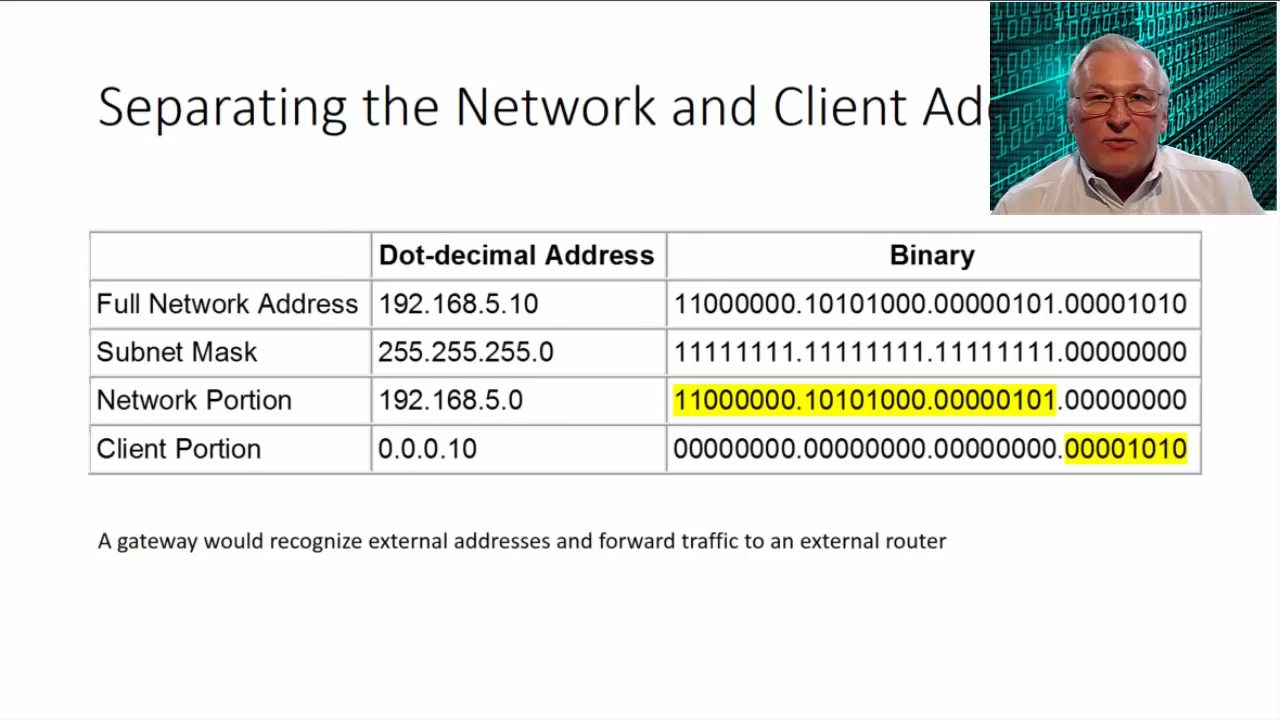 Separating the Network and Client
Dot-decimal Address Binary
Full Network Address 192.168.5.10 11000000.10101000.00000101.00001010
Subnet Mask 255.255.255.0 11111111.11111111.11111111.00000000
Network Portion 192.168.5.0 11000000.10101000.00000101.00000000
Client Portion 0.0.0.10 00000000.00000000.00000000.00001010
A gateway would recognize external addresses and forward traffic to an external router